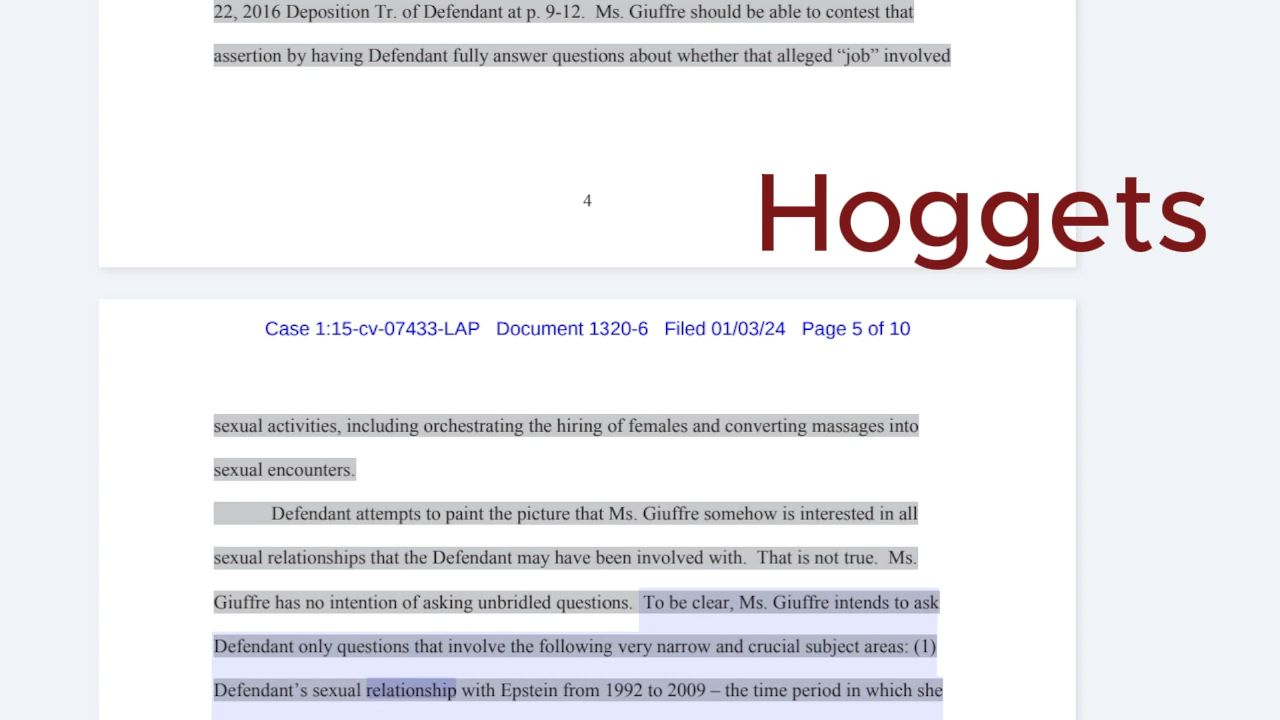 22, 2016 Deposition Tr. of Defendant at p. 9-12.  Ms. Giuffre should be able to contest that
assertion by having Defendant fully answer questions about whether that alleged “job” involved
4
Hoggets
Case 1:15-cv-07433-LAP   Document 1320-6   Filed 01/03/24   Page 5 of 10
sexual activities, including orchestrating the hiring of females and converting massages into
sexual encounters.
Defendant attempts to paint the picture that Ms. Giuffre somehow is interested in all
sexual relationships that the Defendant may have been involved with.  That is not true.  Ms.
Giuffre has no intention of asking unbridled questions.  To be clear, Ms. Giuffre intends to ask
Defendant only questions that involve the following very narrow and crucial subject areas: (1)
Defendant’s sexual relationship with Epstein from 1992 to 2009 – the time period in which she